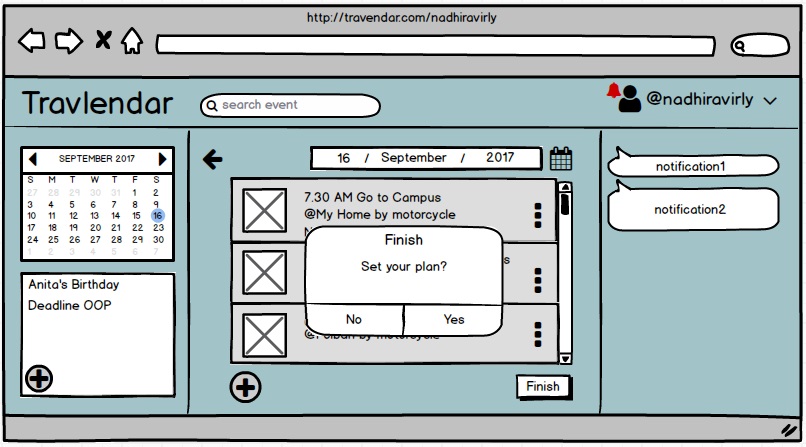 http://travendar.com/nadhiravirly
Travlendar
search event
@nadhiravirly
SEPTEMBER 2017
S M T W T F S
27 28 29 30 31 1 2
3 4 5 6 7 8 9
10 11 12 13 14 15 16
17 18 19 20 21 22 23
24 25 26 27 28 29 30
1 2 3 4 5 6 7
Anita's Birthday
Deadline OOP
16 / September / 2017
7.30 AM Go to Campus
@My Home by motorcycle
Finish
Set your plan?
No Yes
@Polban by motorcycle
Finish
notification1
notification2